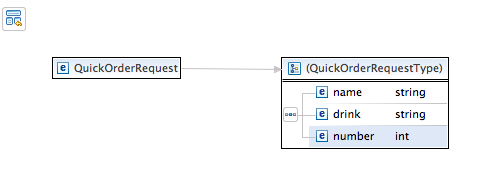 QuickOrderRequest
(QuickOrderRequestType)
name string
drink string
number int